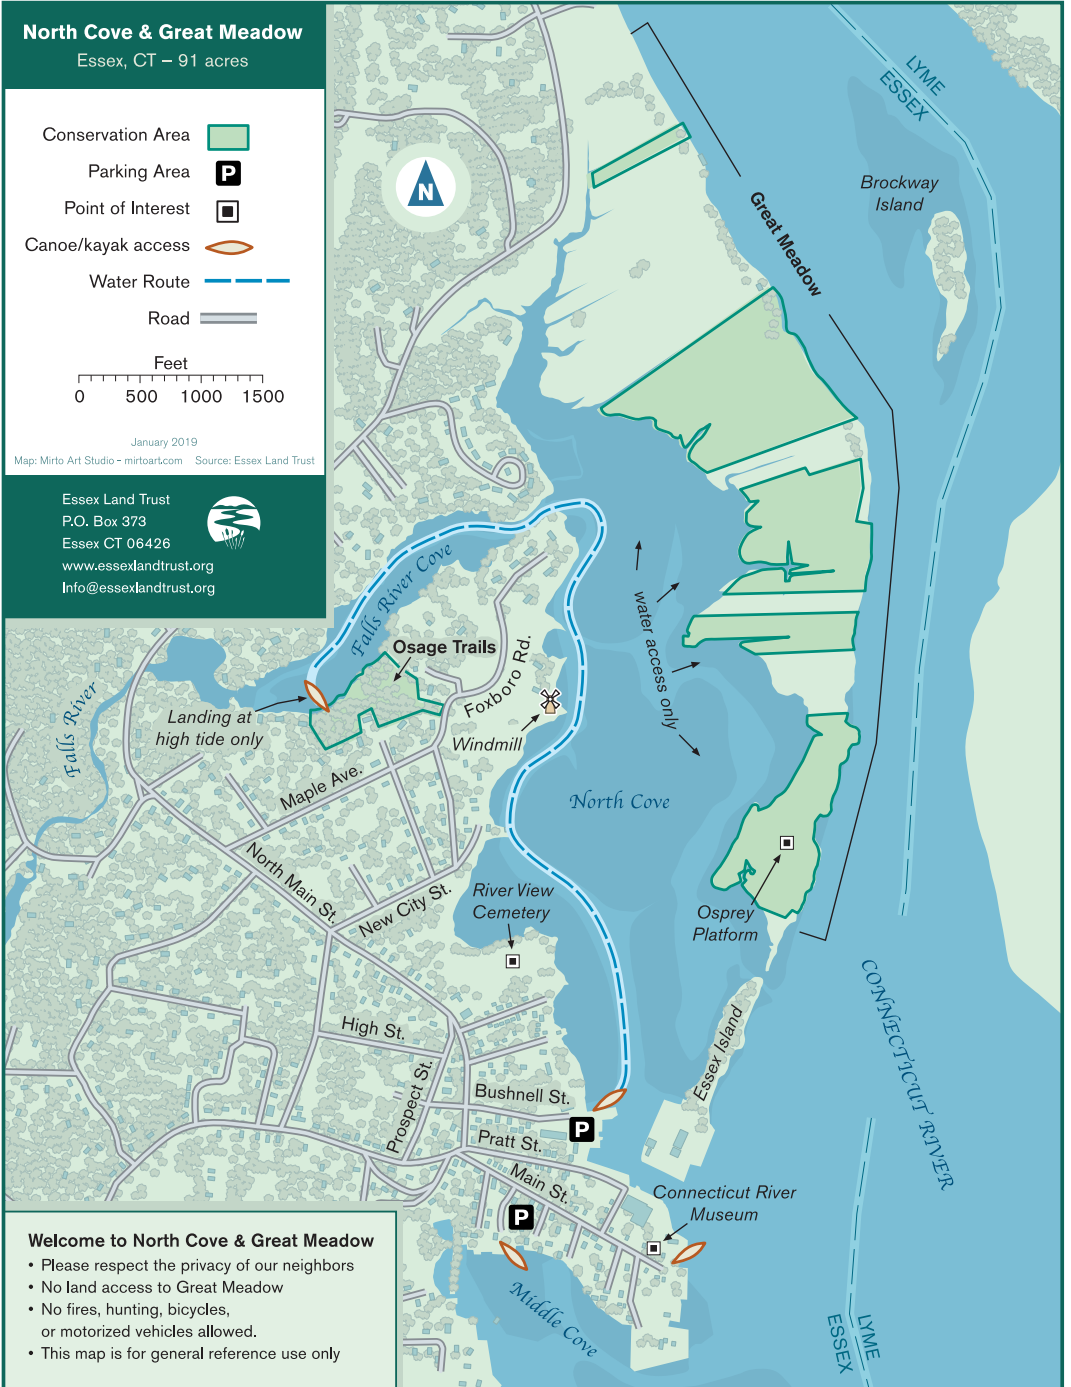 North Cove & Great Meadow
Essex, CT – 91 acres
Conservation Area
Parking Area
P
Point of Interest
Canoe/kayak access
Water Route
Road
Feet
0 500 1000 1500
January 2019
Map: Mirto Art Studio - mirtoart.com Source: Essex Land Trust
Essex Land Trust
P.O. Box 373
Essex CT 06426
www.essexlandtrust.org
Info@essexlandtrust.org
N
LYME
ESSEX
Brockway
Island
Great Meadow
Falls River Cove
water access only
Osage Trails
Foxboro Rd.
Falls River
Landing at
high tide only
Windmill
Maple Ave.
North Cove
North Main St.
New City St.
River View
Cemetery
Osprey
Platform
CONNECTICUT RIVER
High St.
Prospect St.
Essex Island
Bushnell St.
P
Pratt St.
Main St.
P
Connecticut River
Museum
Middle Cove
LYME
ESSEX
Welcome to North Cove & Great Meadow
• Please respect the privacy of our neighbors
• No land access to Great Meadow
• No fires, hunting, bicycles,
or motorized vehicles allowed.
• This map is for general reference use only